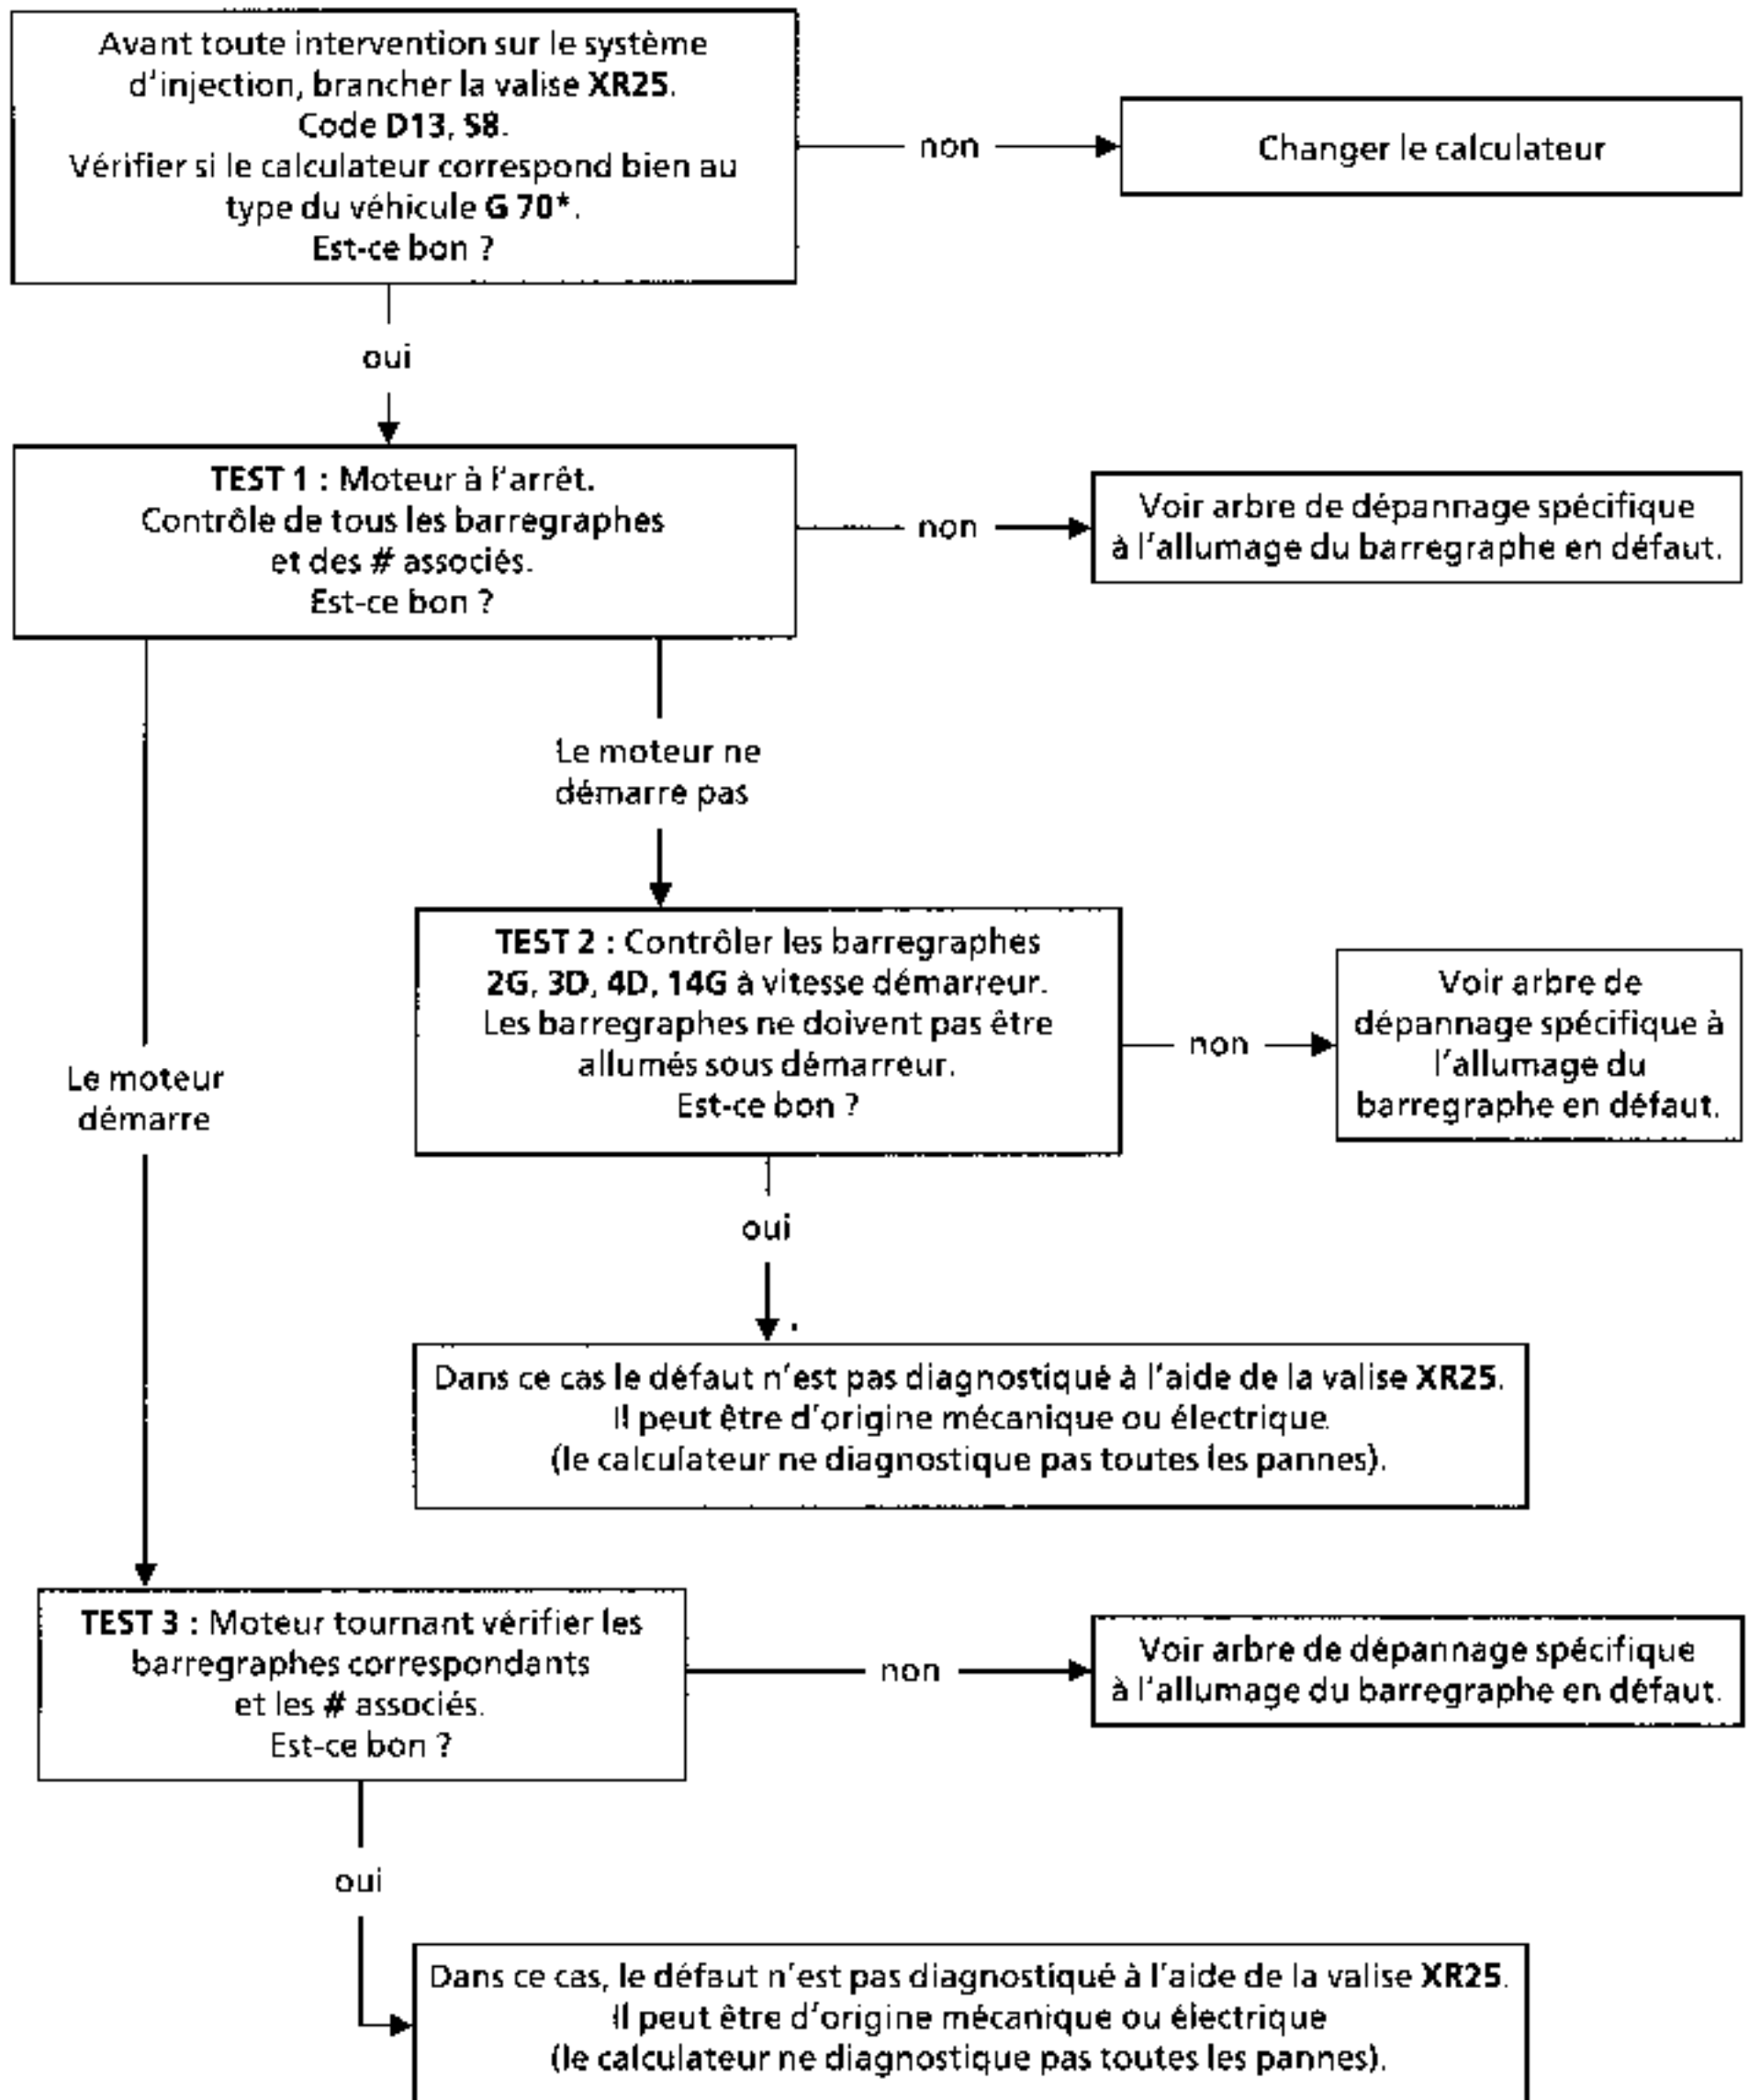 Avant toute intervention sur le système
d'injection, brancher la valise XR25.
Code D13, S8.
Vérifier si le calculateur correspond bien au
type du véhicule G 70*.
Est-ce bon ?
non
Changer le calculateur
oui
TEST 1 : Moteur à l'arrêt.
Contrôle de tous les barregraphes
et des # associés.
Est-ce bon ?
non
Voir arbre de dépannage spécifique
à l'allumage du barregraphe en défaut.
Le moteur ne
démarre pas
Le moteur
démarre
TEST 2 : Contrôler les barregraphes
2G, 3D, 4D, 14G à vitesse démarreur.
Les barregraphes ne doivent pas être
allumés sous démarreur.
Est-ce bon ?
non
Voir arbre de
dépannage spécifique à
l'allumage du
barregraphe en défaut.
oui
Dans ce cas le défaut n'est pas diagnostiqué à l'aide de la valise XR25.
Il peut être d'origine mécanique ou électrique
(le calculateur ne diagnostique pas toutes les pannes).
TEST 3 : Moteur tournant vérifier les
barregraphes correspondants
et les # associés.
Est-ce bon ?
non
Voir arbre de dépannage spécifique
à l'allumage du barregraphe en défaut.
oui
Dans ce cas, le défaut n'est pas diagnostiqué à l'aide de la valise XR25.
Il peut être d'origine mécanique ou électrique
(le calculateur ne diagnostique pas toutes les pannes).